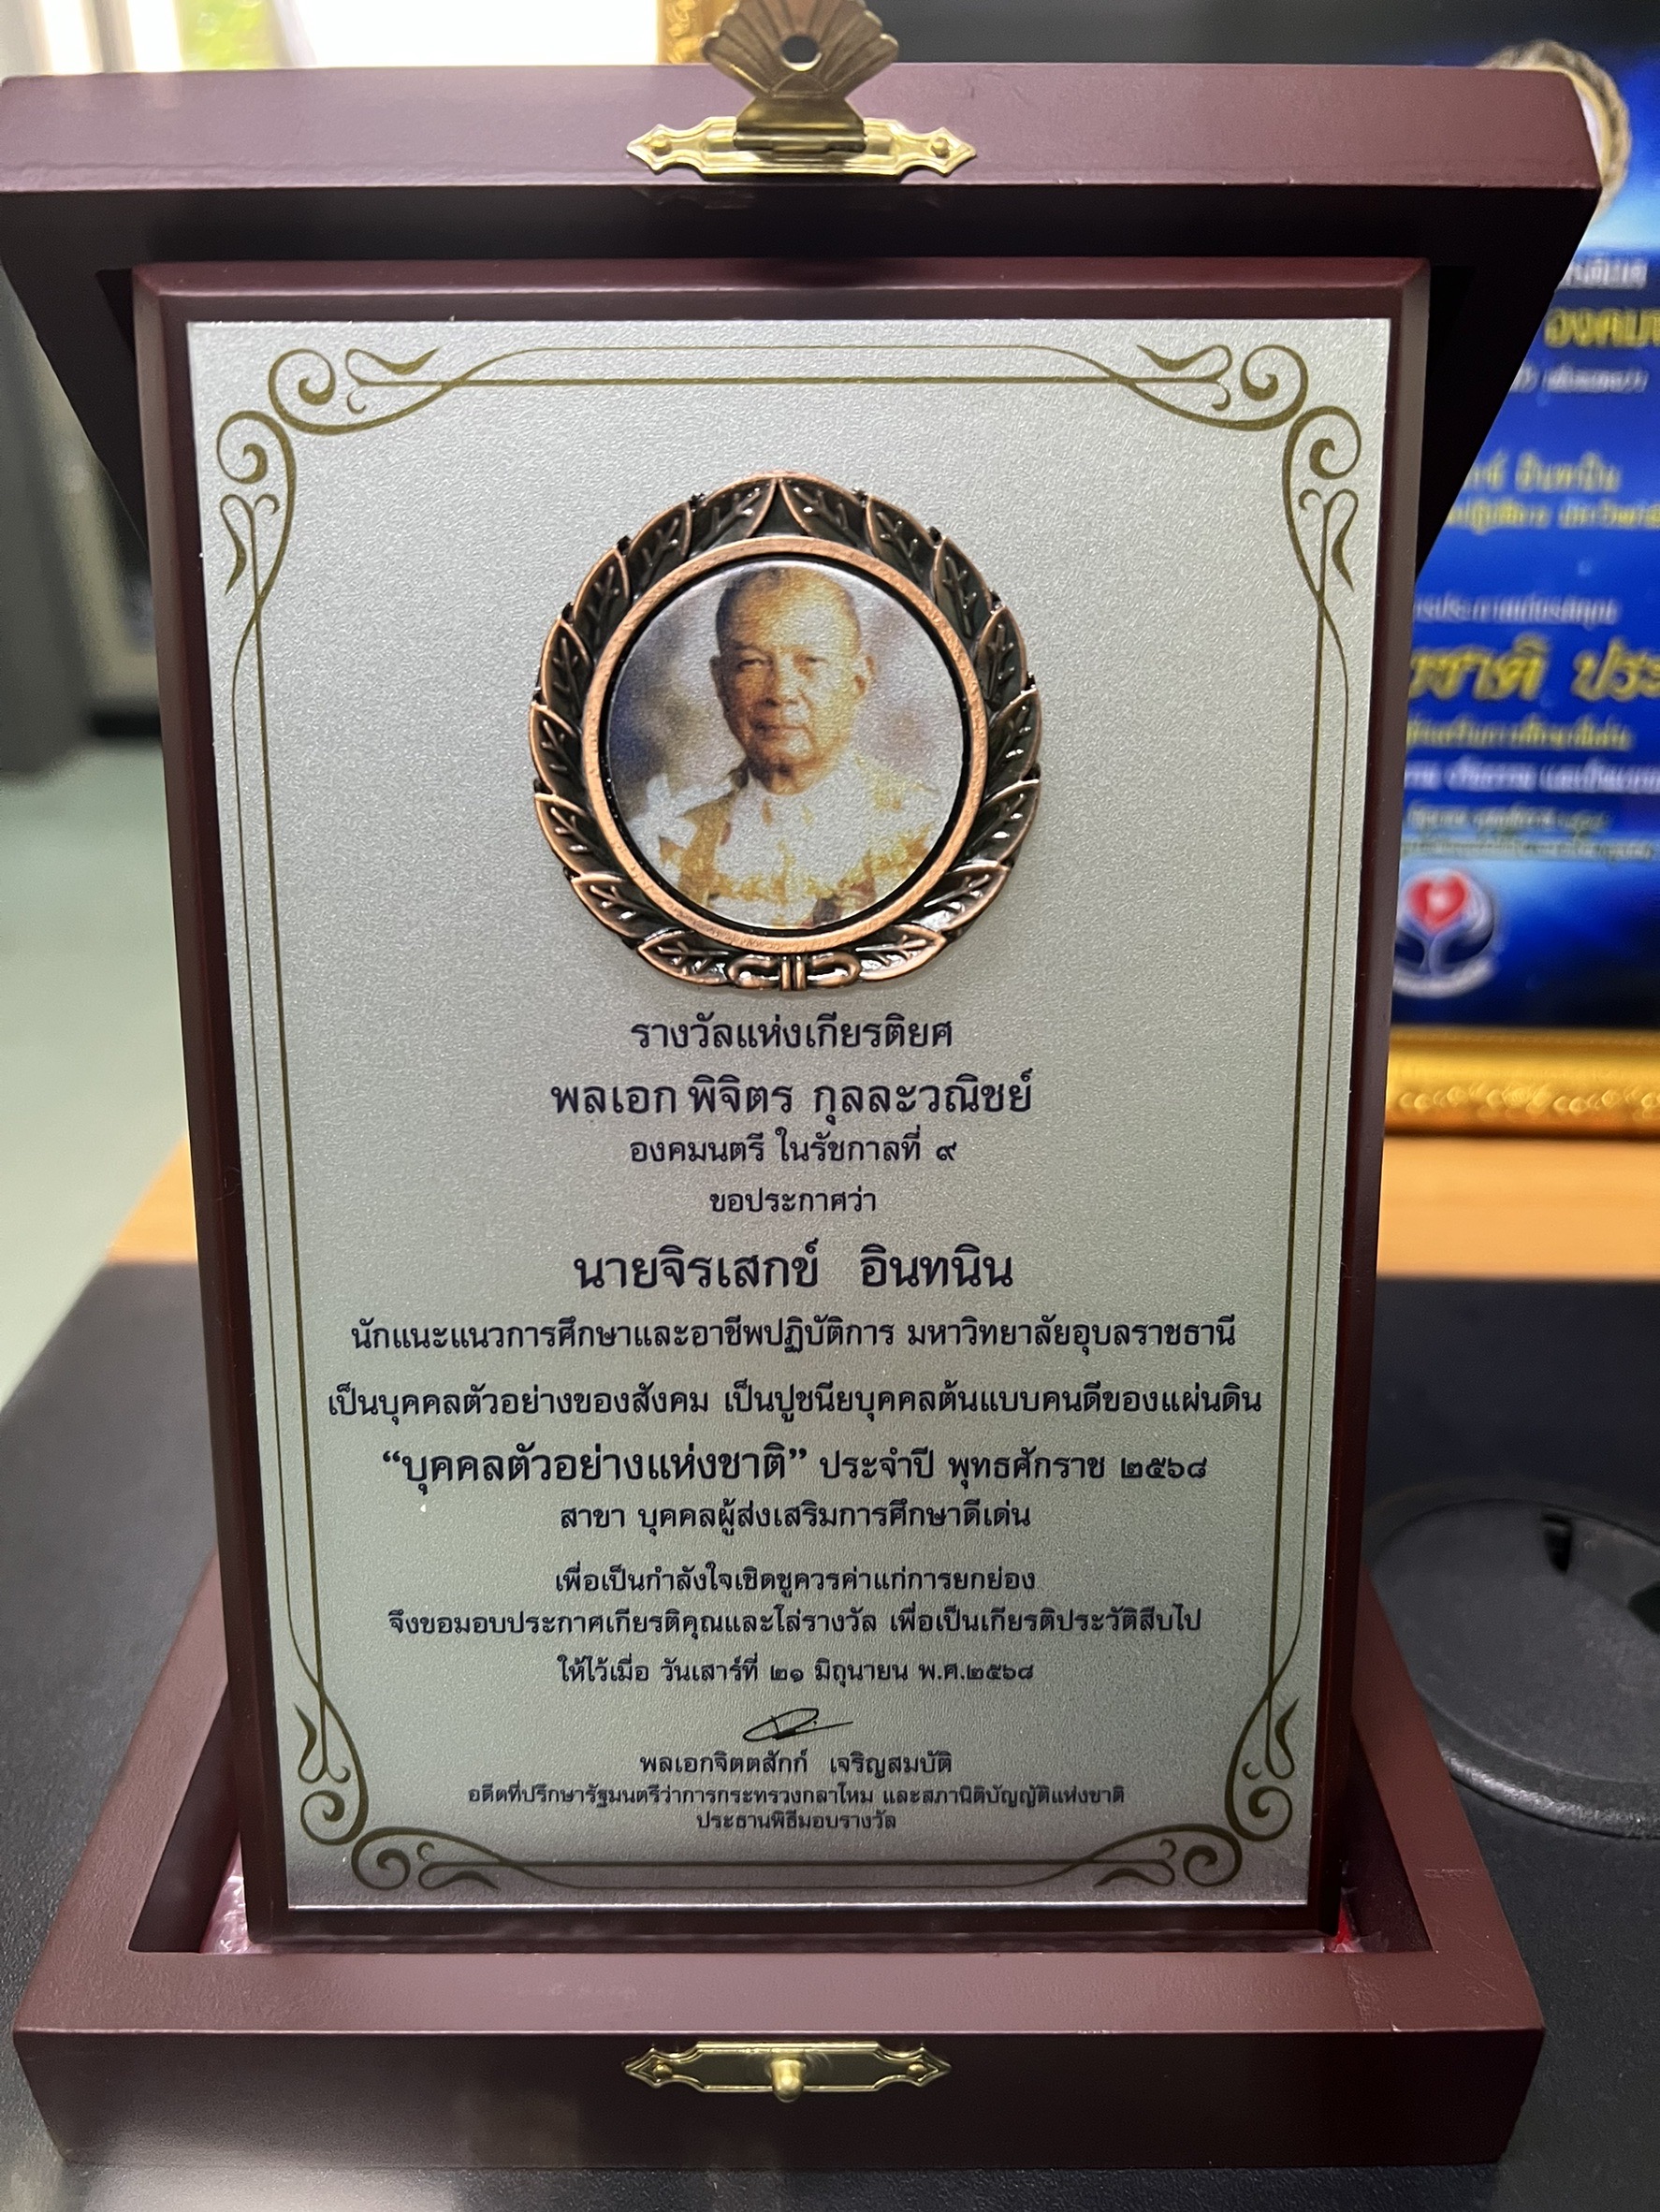 รางวัลแห่งเกียรติยศ
พลเอก พิจิตร กุลละวณิชย์
องคมนตรี ในรัชกาลที่ ๙
ขอประกาศว่า
นายจิรเสกข์ อินทนิน
นักแนะแนวการศึกษาและอาชีพปฏิบัติการ มหาวิทยาลัยอุบลราชธานี
เป็นบุคคลตัวอย่างของสังคม เป็นปูชนียบุคคลต้นแบบคนดีของแผ่นดิน
“บุคคลตัวอย่างแห่งชาติ” ประจำปี พุทธศักราช ๒๕๖๘
สาขา บุคคลผู้ส่งเสริมการศึกษาดีเด่น
เพื่อเป็นกำลังใจเชิดชูควรค่าแก่การยกย่อง
จึงขอมอบประกาศเกียรติคุณและโล่รางวัล เพื่อเป็นเกียรติประวัติสืบไป
ให้ไว้เมื่อ วันเสาร์ที่ ๒๑ มิถุนายน พ.ศ.๒๕๖๘
พลเอกจิตตสักก์ เจริญสมบัติ
อดีตที่ปรึกษารัฐมนตรีว่าการกระทรวงกลาโหม และสภานิติบัญญัติแห่งชาติ
ประธานพิธีมอบรางวัล
อินทนิน